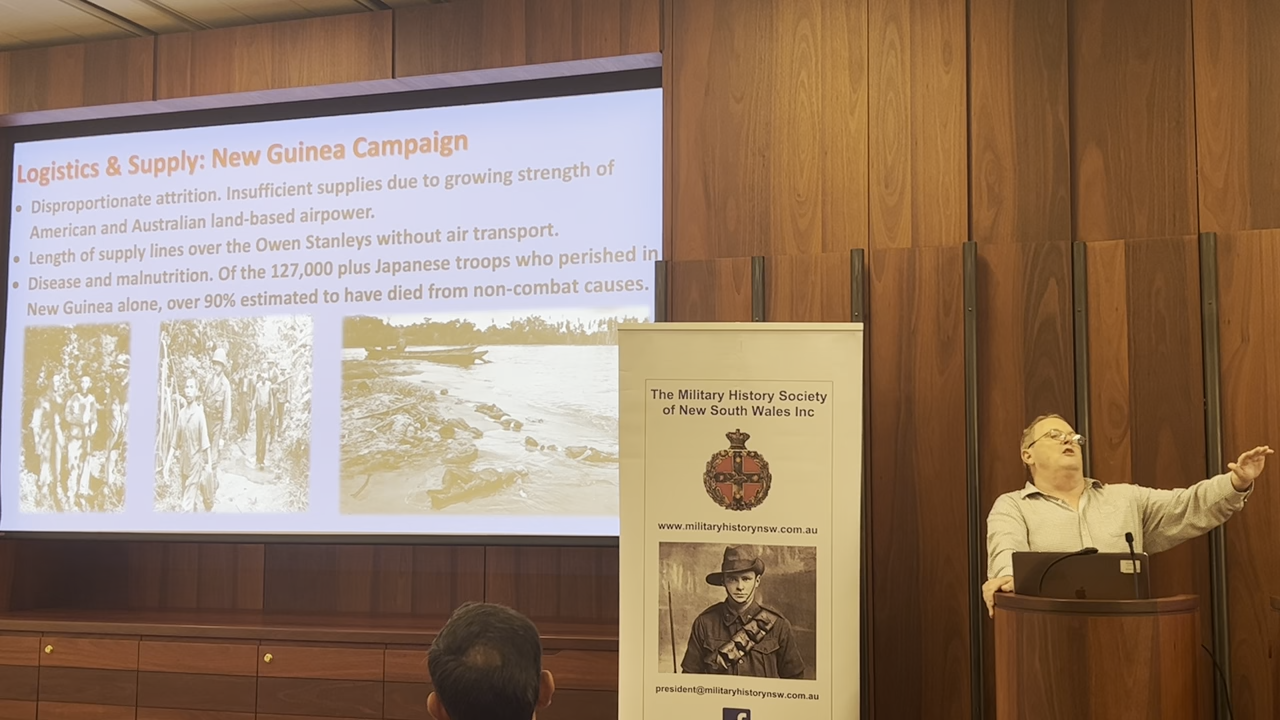 Logistics & Supply: New Guinea Campaign
• Disproportionate attrition. Insufficient supplies due to growing strength of
American and Australian land-based airpower.
• Length of supply lines over the Owen Stanleys without air transport.
• Disease and malnutrition. Of the 127,000 plus Japanese troops who perished in
New Guinea alone, over 90% estimated to have died from non-combat causes.
The Military History Society
of New South Wales Inc
www.militaryhistorynsw.com.au
president@militaryhistorynsw.com.au